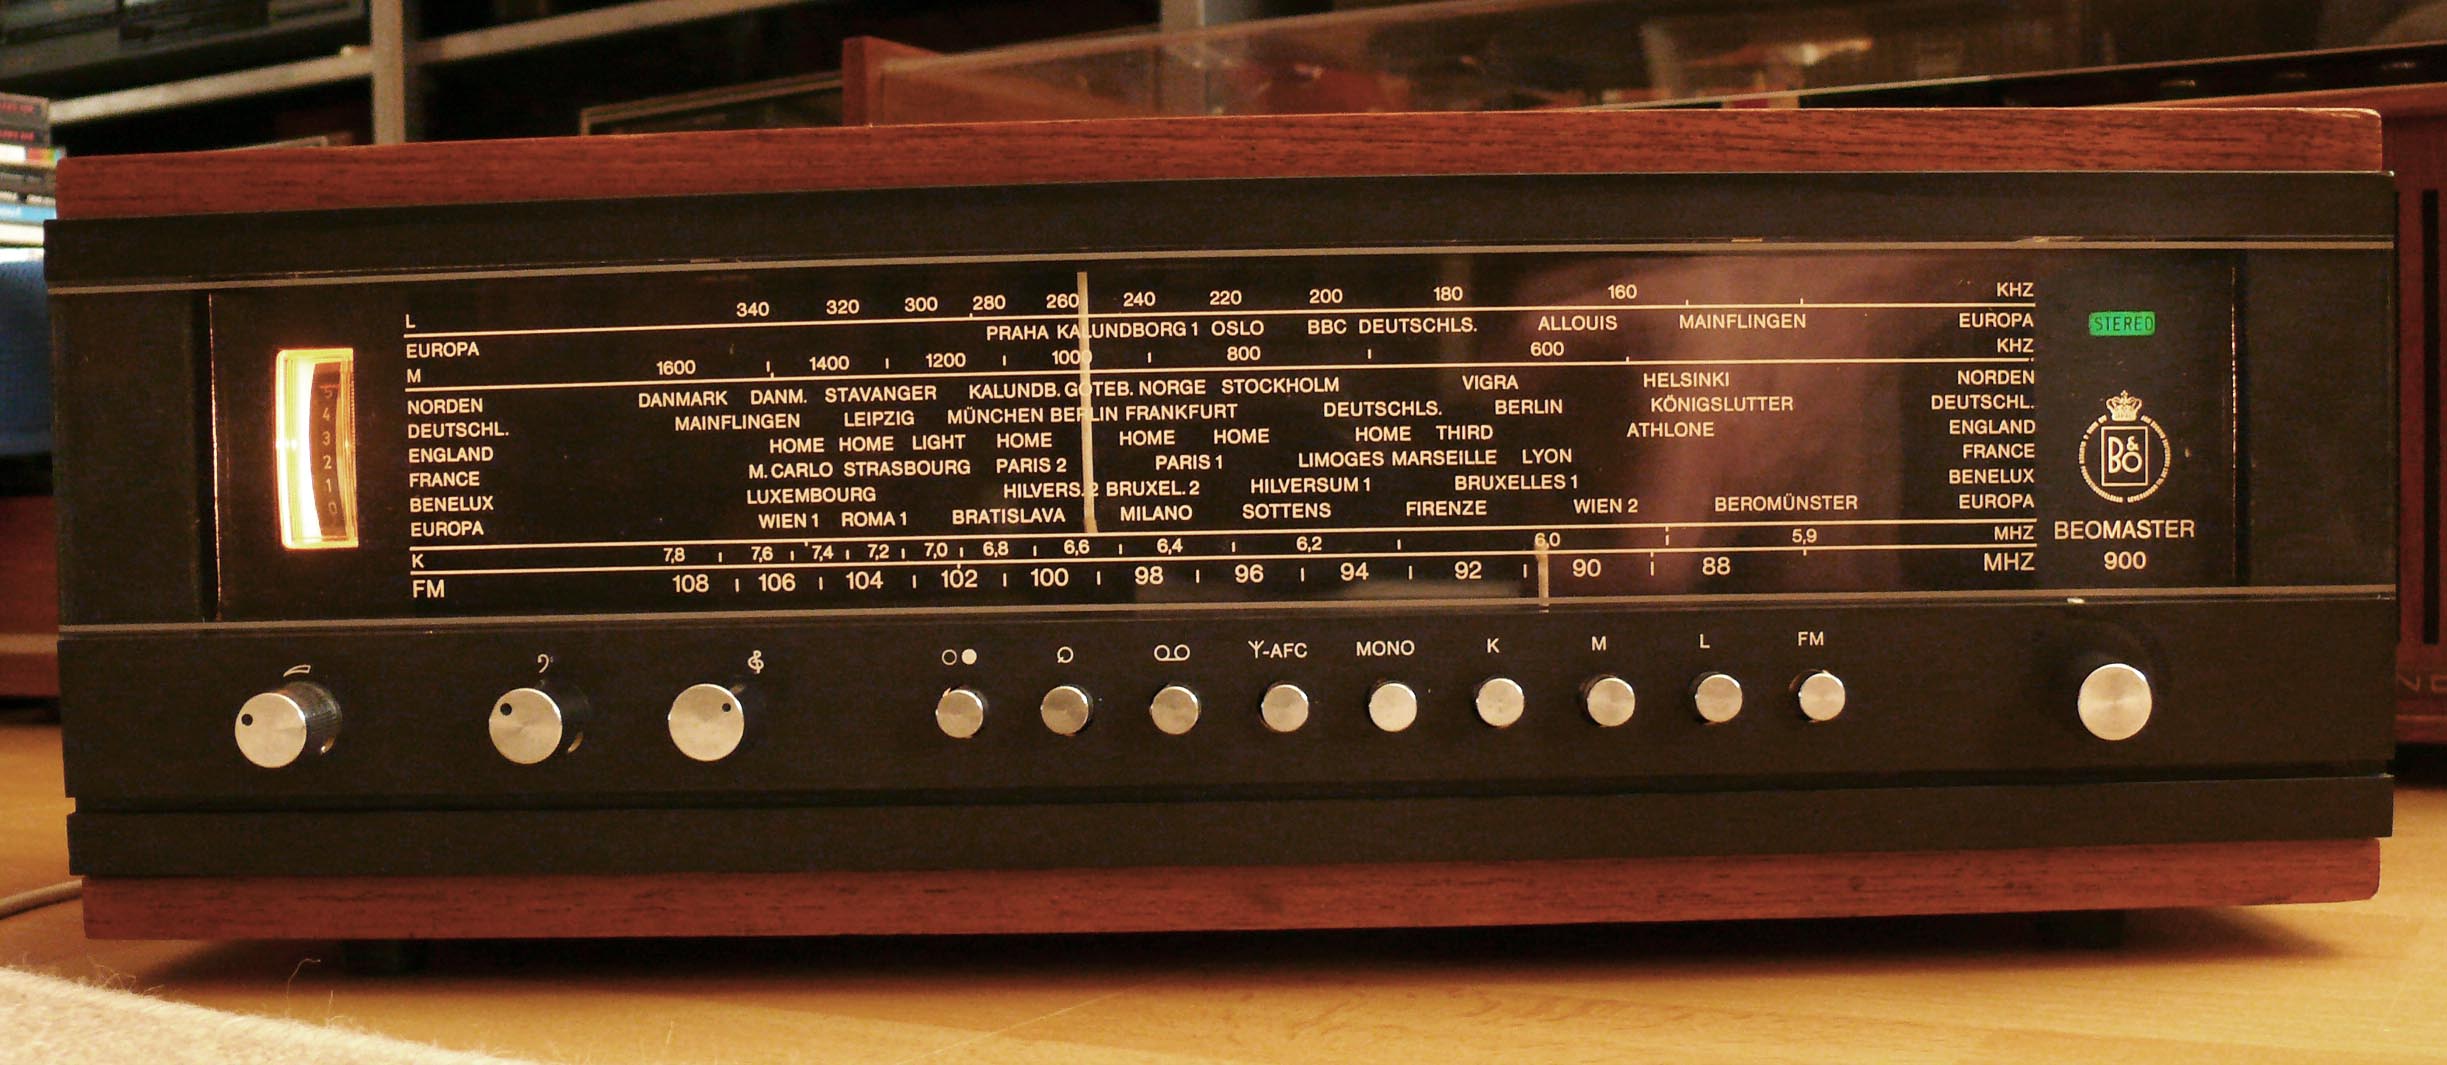 340 320 300 280 260 240 220 200 180 160 KHZ
L
PRAHA KALUNDBORG 1 OSLO BBC DEUTSCHLS. ALLOUIS MAINFLINGEN EUROPA
EUROPA
1600 1400 1200 1000 800 600 KHZ
M
NORDEN DANMARK DANM. STAVANGER KALUNDB. GÖTEB. NORGE STOCKHOLM VIGRA HELSINKI NORDEN
DEUTSCHL. MAINFLINGEN LEIPZIG MÜNCHEN BERLIN FRANKFURT DEUTSCHLS. BERLIN KÖNIGSLUTTER DEUTSCHL.
ENGLAND HOME HOME LIGHT HOME HOME HOME HOME THIRD ATHLONE ENGLAND
FRANCE M. CARLO STRASBOURG PARIS 2 PARIS 1 LIMOGES MARSEILLE LYON FRANCE
BENELUX LUXEMBOURG HILVERS. 2 BRUXEL. 2 HILVERSUM 1 BRUXELLES 1 BENELUX
EUROPA WIEN 1 ROMA 1 BRATISLAVA MILANO SOTTENS FIRENZE WIEN 2 BEROMÜNSTER EUROPA
K 7,8 7,6 7,4 7,2 7,0 6,8 6,6 6,4 6,2 6,0 5,9 MHZ
FM 108 106 104 102 100 98 96 94 92 90 88 MHZ
5
4
3
2
1
0
STEREO
B&O
BEOMASTER
900
-AFC MONO K M L FM